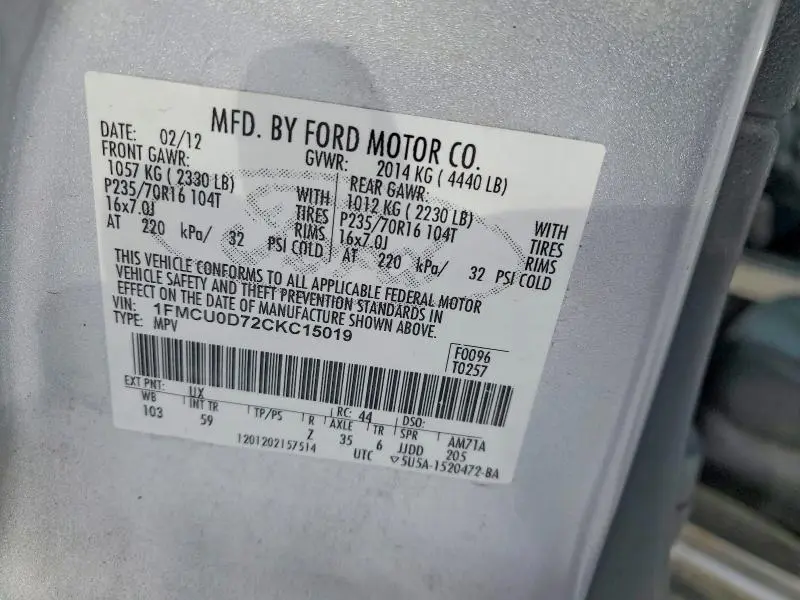 MFD. BY FORD MOTOR CO.
DATE: 02/12
GVWR: 2014 KG ( 4440 LB)
FRONT GAWR:
1057 KG ( 2330 LB)
P235/70R16 104T
16x7.0J
AT 220 kPa/ 32 PSI COLD
WITH
TIRES
RIMS
REAR GAWR:
1012 KG ( 2230 LB)
P235/70R16 104T
16x7.0J
AT 220 kPa/ 32 PSI COLD
WITH
TIRES
RIMS
THIS VEHICLE CONFORMS TO ALL APPLICABLE FEDERAL MOTOR
VEHICLE SAFETY AND THEFT PREVENTION STANDARDS IN
EFFECT ON THE DATE OF MANUFACTURE SHOWN ABOVE.
VIN: 1FMCU0D72CKC15019
TYPE: MPV
F0096
T0257
EXT PNT: UX RC: 44 DSO:
WB INT TR TP/PS R AXLE TR SPR AM71A
103 59 Z 35 6 JJDD 205
1201202157514 UTC ▽5U5A-1520472-BA